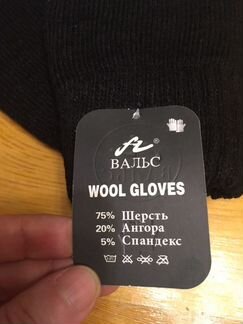 ВАЛЬС
WOOL GLOVES
75% Шерсть
20% Ангора
5% Спандекс